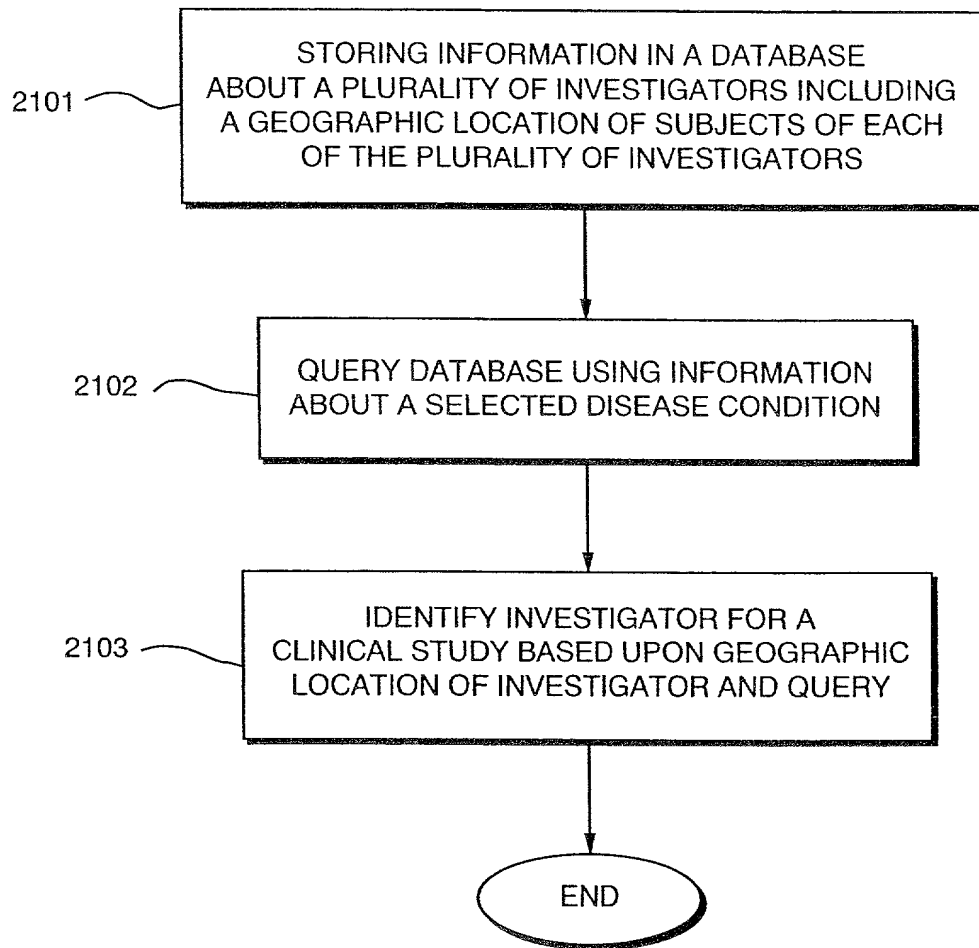 2101
STORING INFORMATION IN A DATABASE
ABOUT A PLURALITY OF INVESTIGATORS INCLUDING
A GEOGRAPHIC LOCATION OF SUBJECTS OF EACH
OF THE PLURALITY OF INVESTIGATORS
2102
QUERY DATABASE USING INFORMATION
ABOUT A SELECTED DISEASE CONDITION
2103
IDENTIFY INVESTIGATOR FOR A
CLINICAL STUDY BASED UPON GEOGRAPHIC
LOCATION OF INVESTIGATOR AND QUERY
END